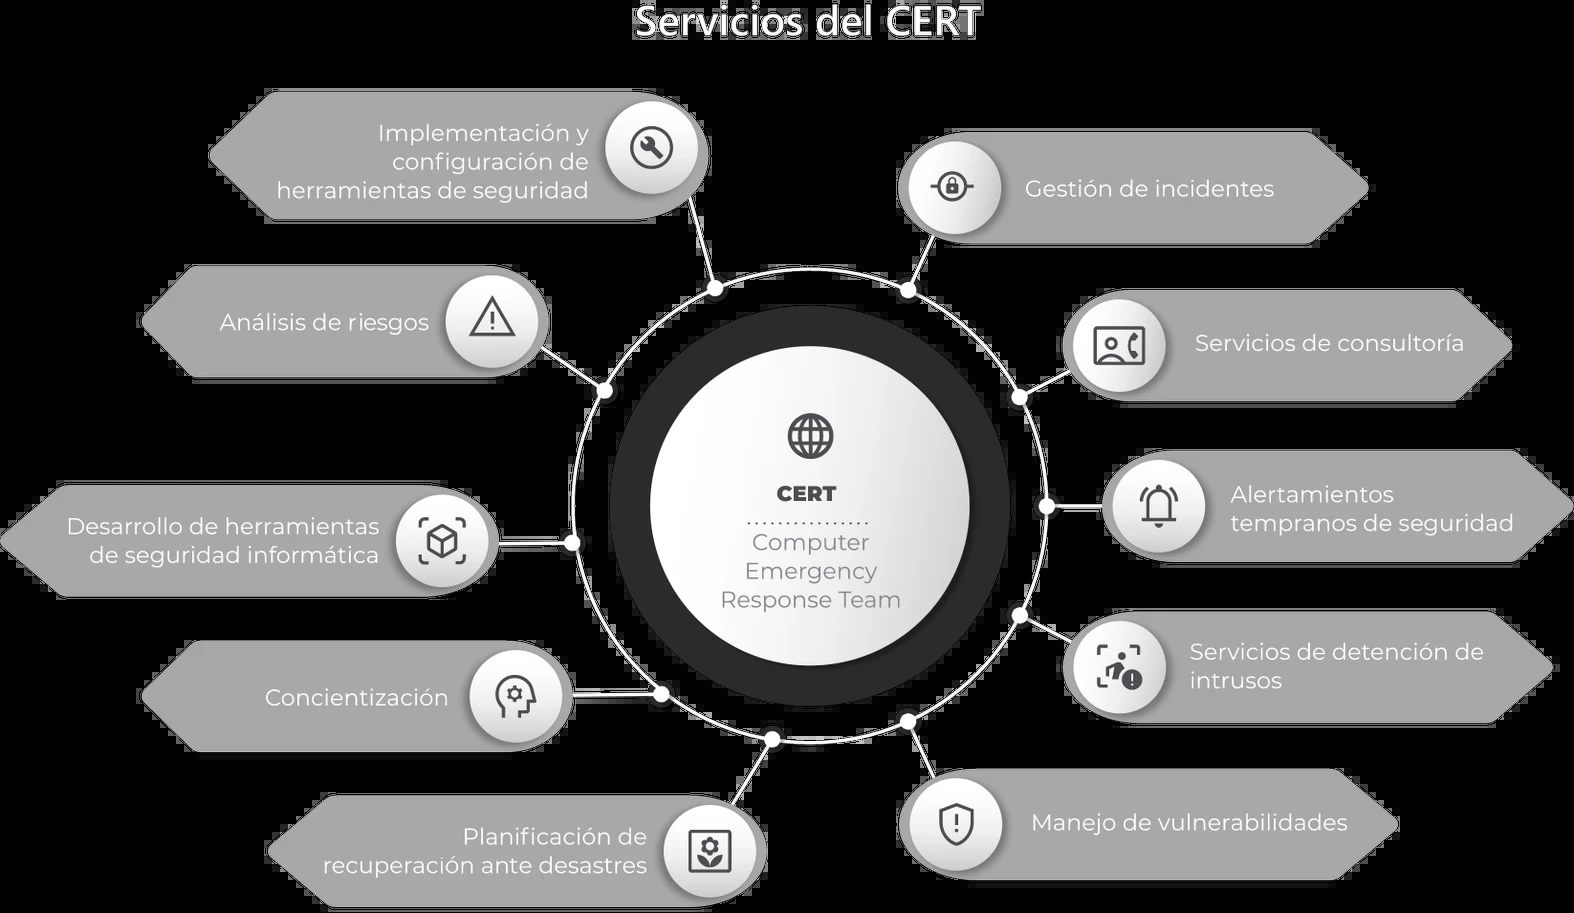 Servicios del CERT
Implementación y
configuración de
herramientas de seguridad
Gestión de incidentes
Análisis de riesgos
Servicios de consultoría
CERT
Computer
Emergency
Response Team
Alertamientos
tempranos de seguridad
Desarrollo de herramientas
de seguridad informática
Servicios de detención de
intrusos
Concientización
Manejo de vulnerabilidades
Planificación de
recuperación ante desastres